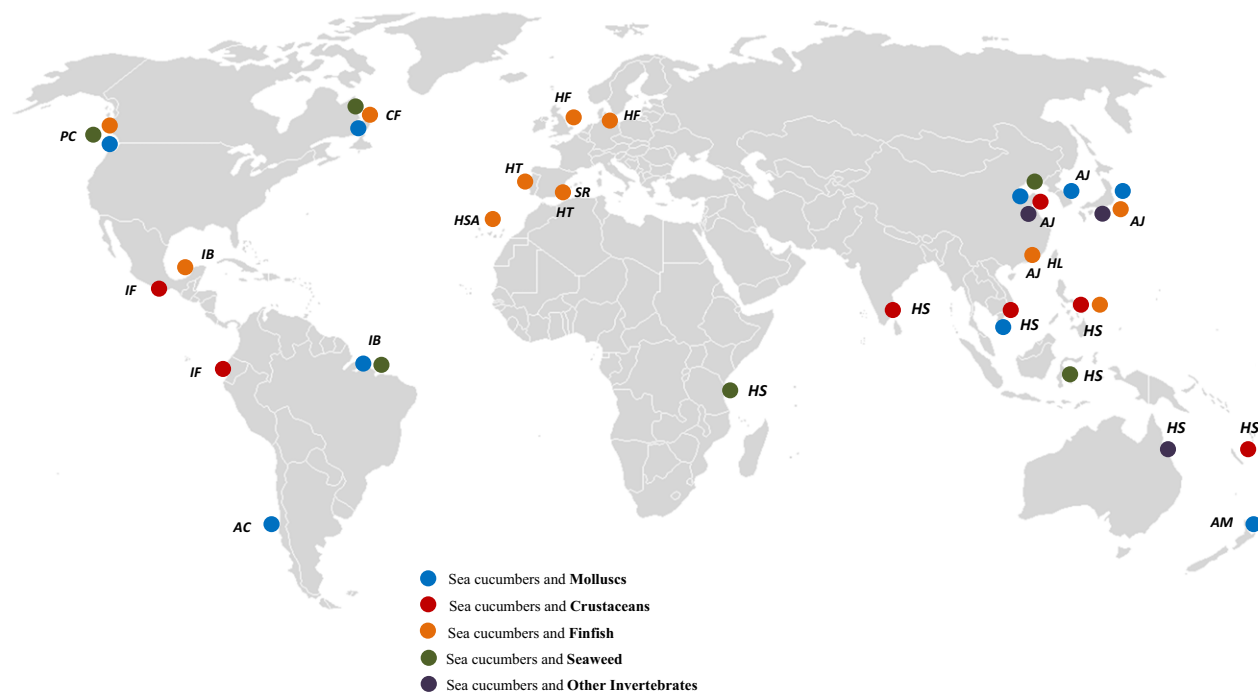 HF
CF
HF
PC
HT
SR
HT
AJ
AJ
AJ
HSA
IB
HL
AJ
IF
HS
HS
HS
IB
IF
HS
HS
HS
HS
AC
AM
Sea cucumbers and Molluscs
Sea cucumbers and Crustaceans
Sea cucumbers and Finfish
Sea cucumbers and Seaweed
Sea cucumbers and Other Invertebrates